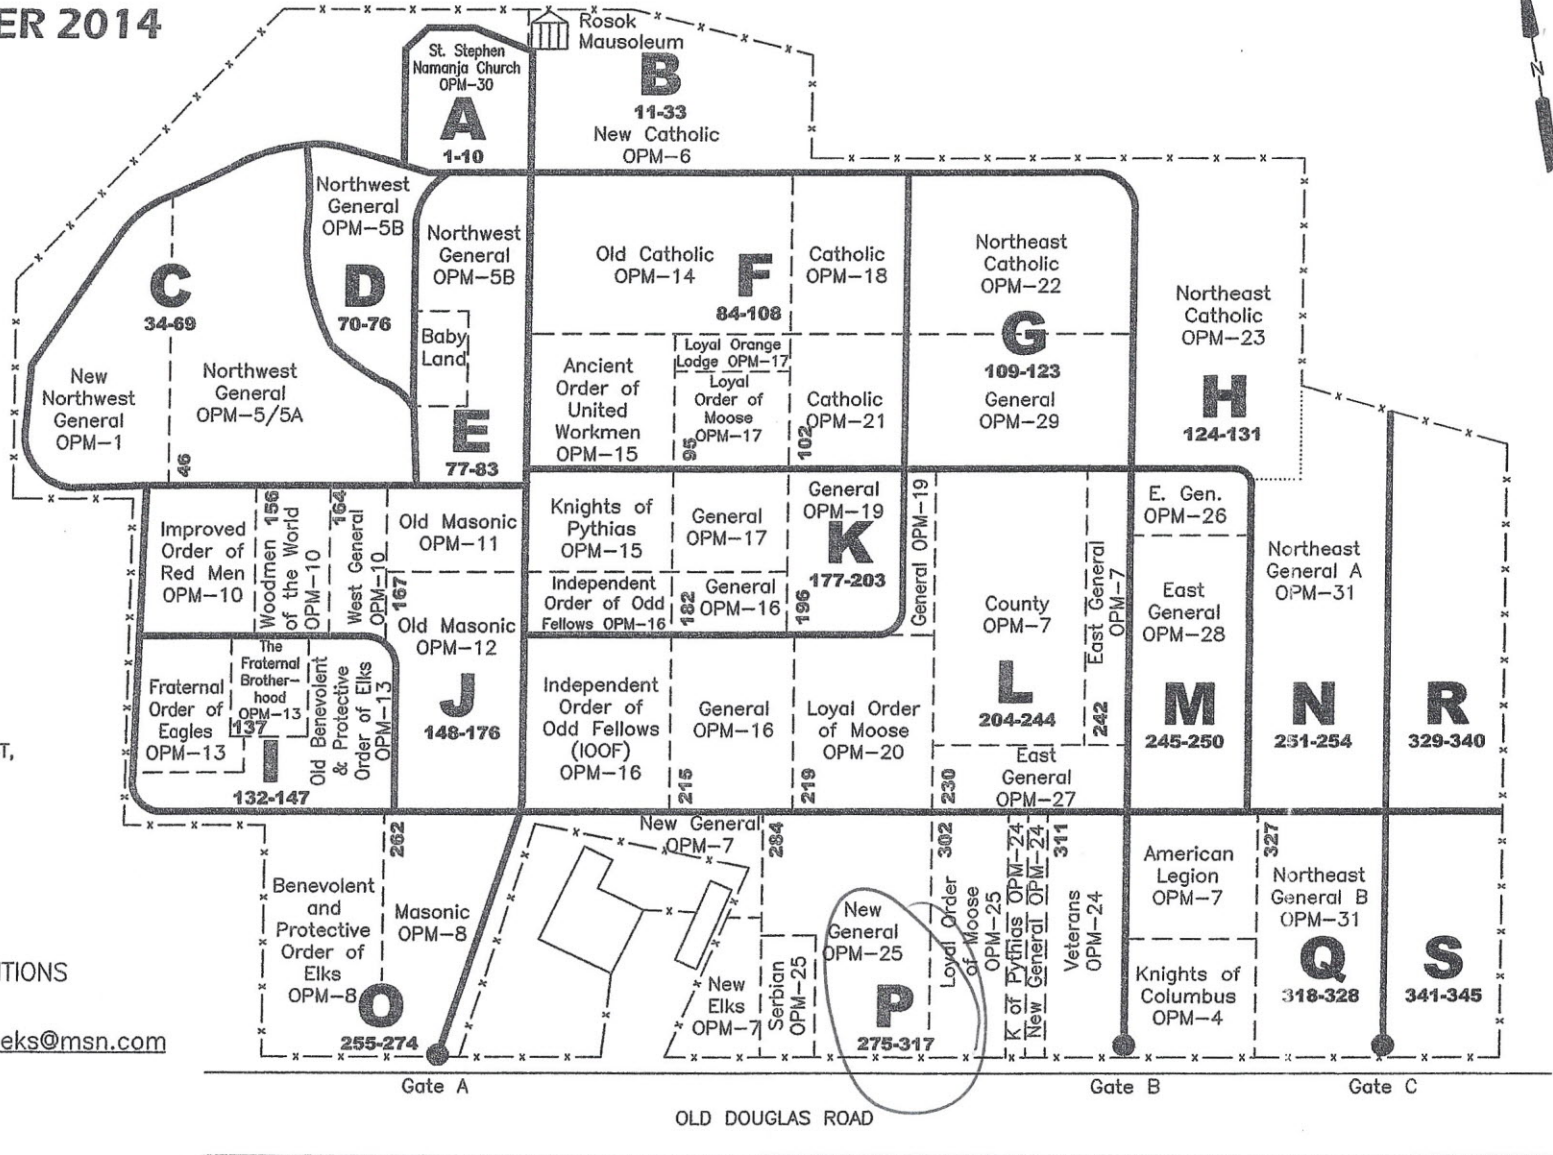 ER 2014
Rosok
Mausoleum
St. Stephen
Namanja Church
OPM-30
A
1-10
B
11-33
New Catholic
OPM-6
N
Northwest
General
OPM-5B
Northwest
General
OPM-5B
C
34-69
D
70-76
Baby
Land
New
Northwest
General
OPM-1
Northwest
General
OPM-5/5A
46
E
77-83
Old Catholic
OPM-14
F
84-108
Catholic
OPM-18
Northeast
Catholic
OPM-22
Northeast
Catholic
OPM-23
Ancient
Order of
United
Workmen
OPM-15
Loyal Orange
Lodge OPM-17
Loyal
Order of
Moose
OPM-17
95
Catholic
OPM-21
102
G
109-123
General
OPM-29
H
124-131
Improved
Order of
Red Men
OPM-10
Woodmen 156
of the World
OPM-10
164
West General
OPM-10
167
Old Masonic
OPM-11
Old Masonic
OPM-12
J
148-176
Knights of
Pythias
OPM-15
General
OPM-17
General
OPM-19
K
177-203
General OPM-19
Independent
Order of Odd
Fellows OPM-16
182
General
OPM-16
196
County
OPM-7
L
204-244
East General
OPM-7
242
E. Gen.
OPM-26
East
General
OPM-28
M
245-250
Northeast
General A
OPM-31
N
251-254
R
329-340
Fraternal
Order of
Eagles
OPM-13
The
Fraternal
Brother-
hood
OPM-13
137
Old Benevolent
& Protective
Order of Elks
OPM-13
I
132-147
Independent
Order of
Odd Fellows
(IOOF)
OPM-16
215
General
OPM-16
219
Loyal Order
of Moose
OPM-20
230
East
General
OPM-27
T,
262
Benevolent
and
Protective
Order of
Elks
OPM-8
Masonic
OPM-8
O
255-274
New General
OPM-7
284
New
Elks
OPM-7
Serbian
OPM-25
New
General
OPM-25
P
275-317
302
Loyal Order
of Moose
OPM-25
K of Pythias OPM-24
New General OPM-24
311
Veterans
OPM-24
American
Legion
OPM-7
Knights of
Columbus
OPM-4
327
Northeast
General B
OPM-31
Q
318-328
S
341-345
ITIONS
eks@msn.com
Gate A
Gate B
Gate C
OLD DOUGLAS ROAD